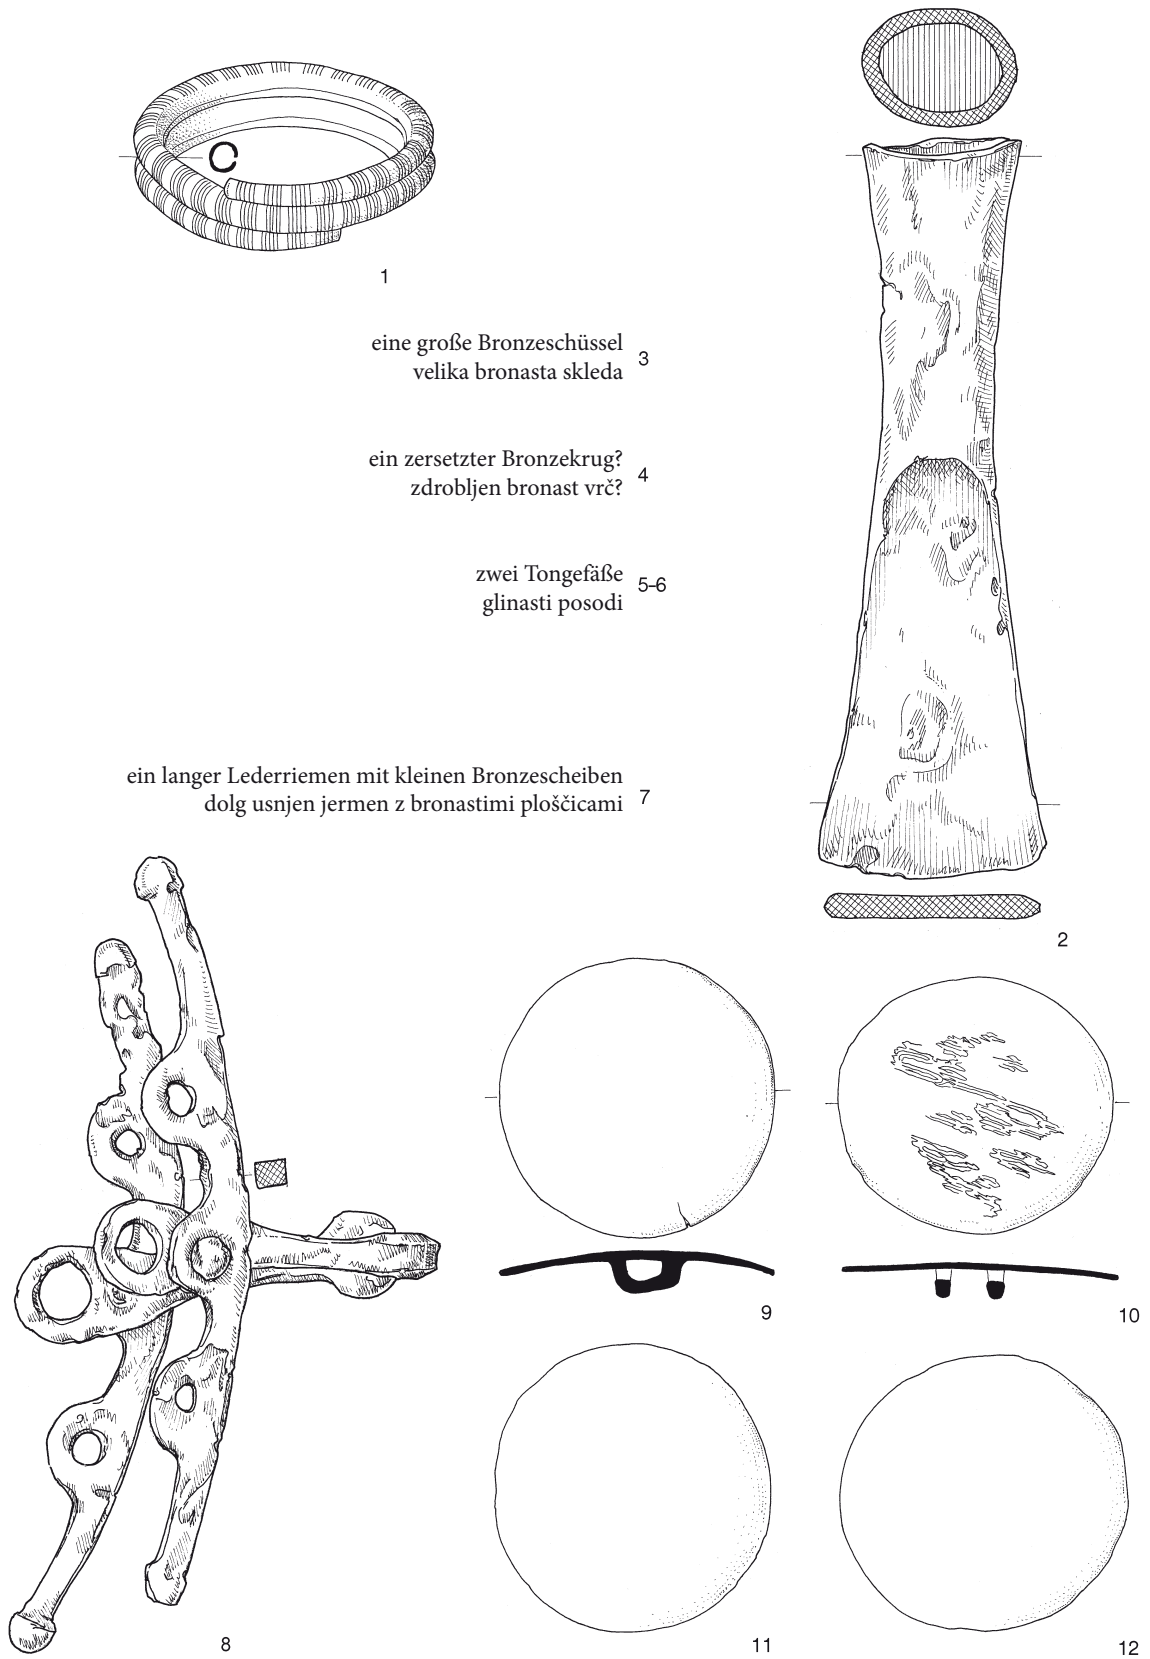 1
eine große Bronzeschüssel
velika bronasta skleda
3
ein zersetzter Bronzekrug?
zdrobljen bronast vrč?
4
zwei Tongefäße
glinasti posodi
5–6
ein langer Lederriemen mit kleinen Bronzescheiben
dolg usnjen jermen z bronastimi ploščicami
7
2
9
10
8
11
12